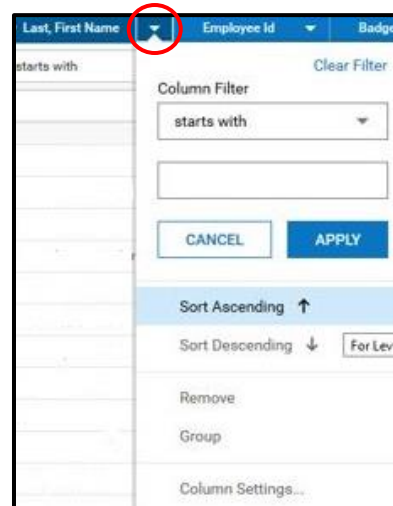 Last, First Name Employee Id Badge
starts with Clear Filter
Column Filter
starts with
CANCEL APPLY
Sort Ascending ↑
Sort Descending ↓ For Lev
Remove
Group
Column Settings...